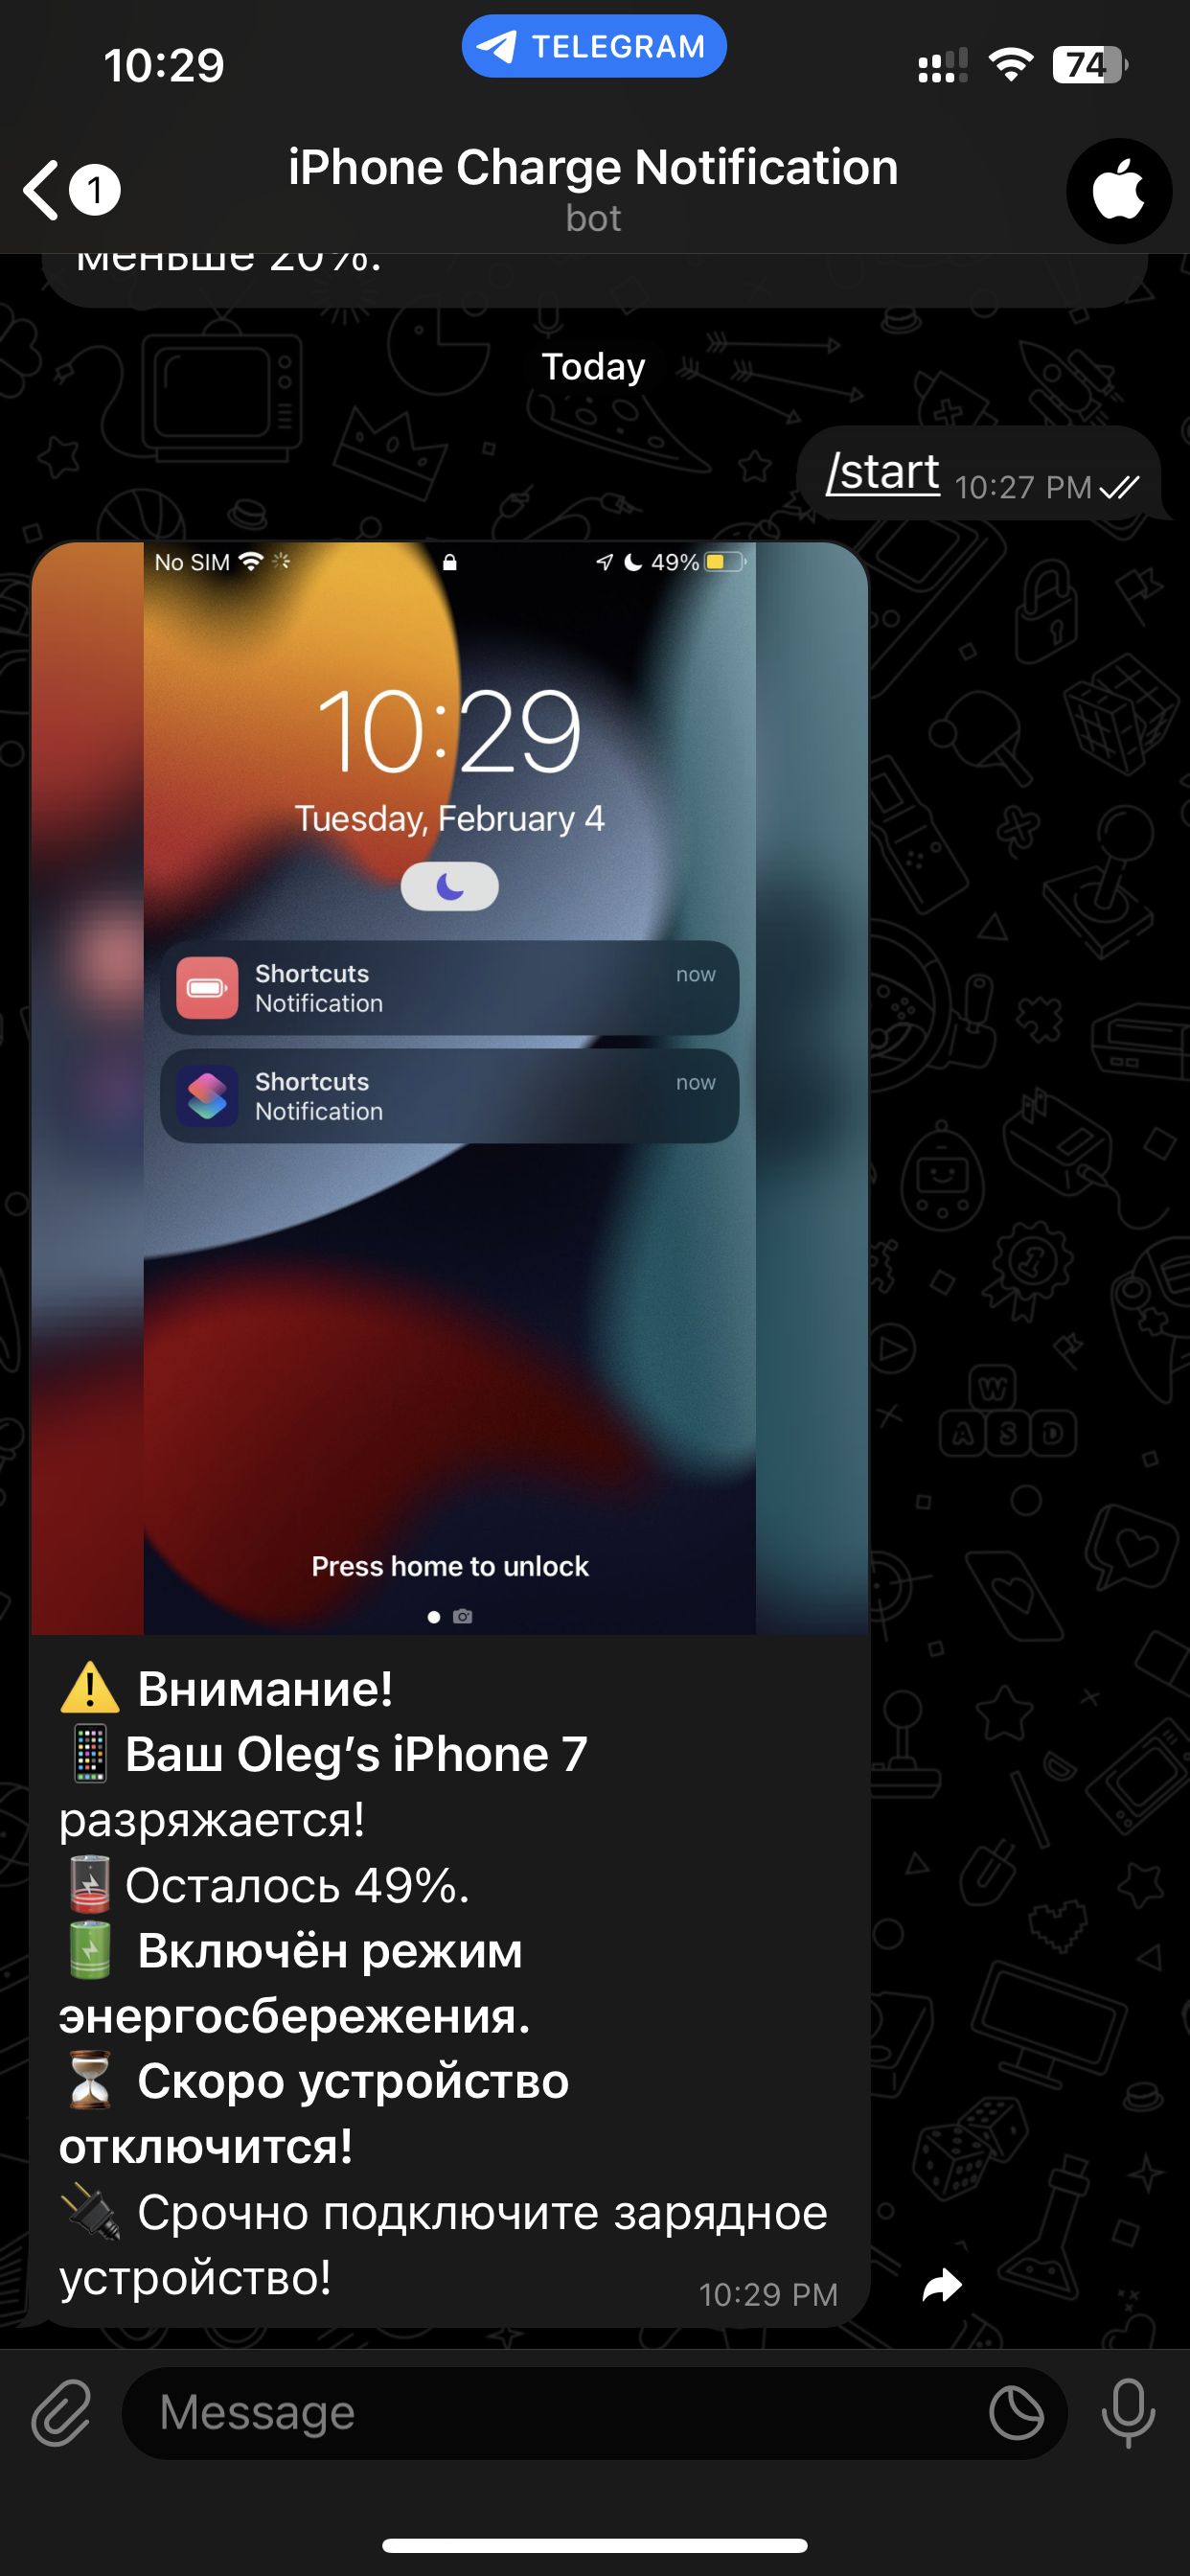 10:29
TELEGRAM
74
1
iPhone Charge Notification
bot
меньше 20%.
Today
/start 10:27 PM
No SIM
49%
10:29
Tuesday, February 4
Shortcuts
now
Notification
Shortcuts
now
Notification
Press home to unlock
⚠️ Внимание!
📱 Ваш Oleg’s iPhone 7
разряжается!
🪫 Осталось 49%.
🔋 Включён режим
энергосбережения.
⏳ Скоро устройство
отключится!
🔌 Срочно подключите зарядное
устройство!
10:29 PM
W
A S D
Message